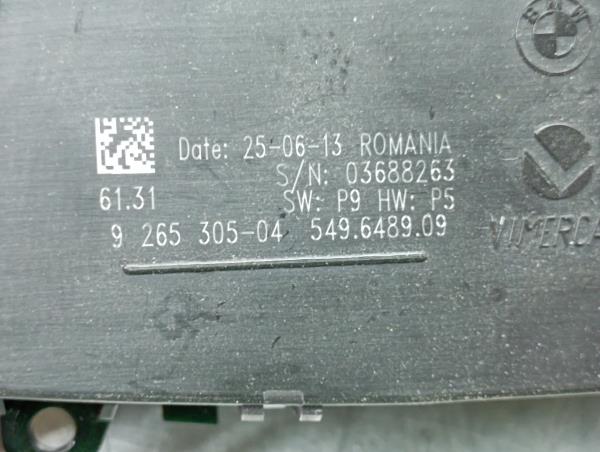 BMW
Date: 25-06-13 ROMANIA
S/N: 03688263
61.31 SW: P9 HW: P5
9 265 305-04 549.6489.09